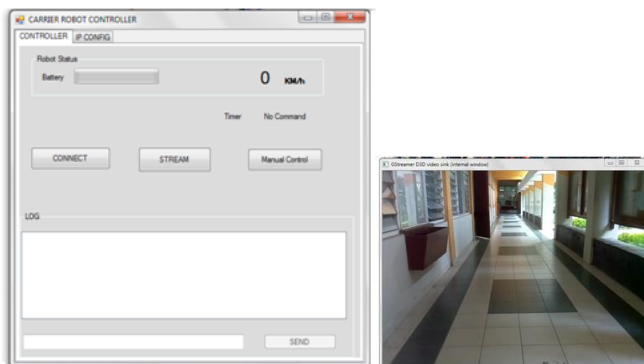 CARRIER ROBOT CONTROLLER
CONTROLLER IP CONFIG
Robot Status
Battery
0 KM/h
Timer No Command
CONNECT STREAM Manual Control
LOG
SEND
GStreamer D3D video sink (internal window)